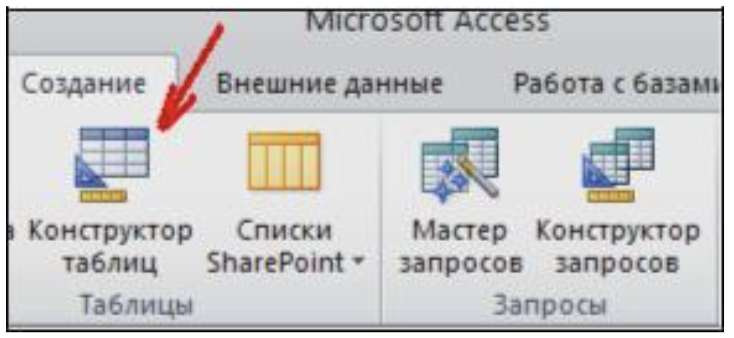 Microsoft Access
Создание Внешние данные Работа с базами
а Конструктор таблиц
Списки SharePoint
Мастер запросов
Конструктор запросов
Таблицы Запросы